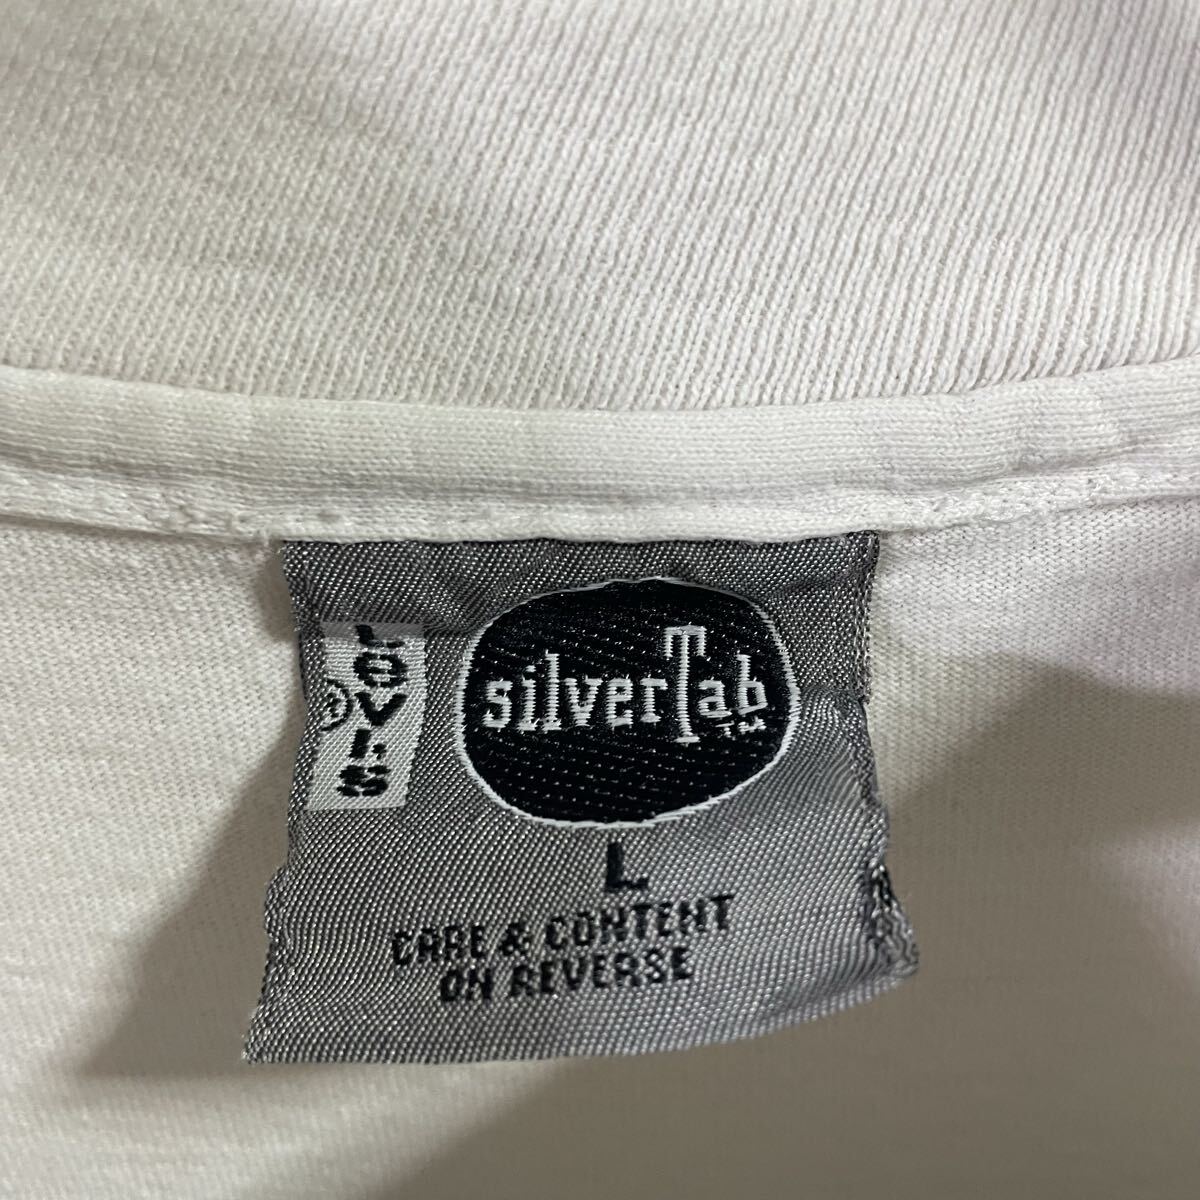 LEVI'S
®
silverTab
™
L
CARE & CONTENT
ON REVERSE